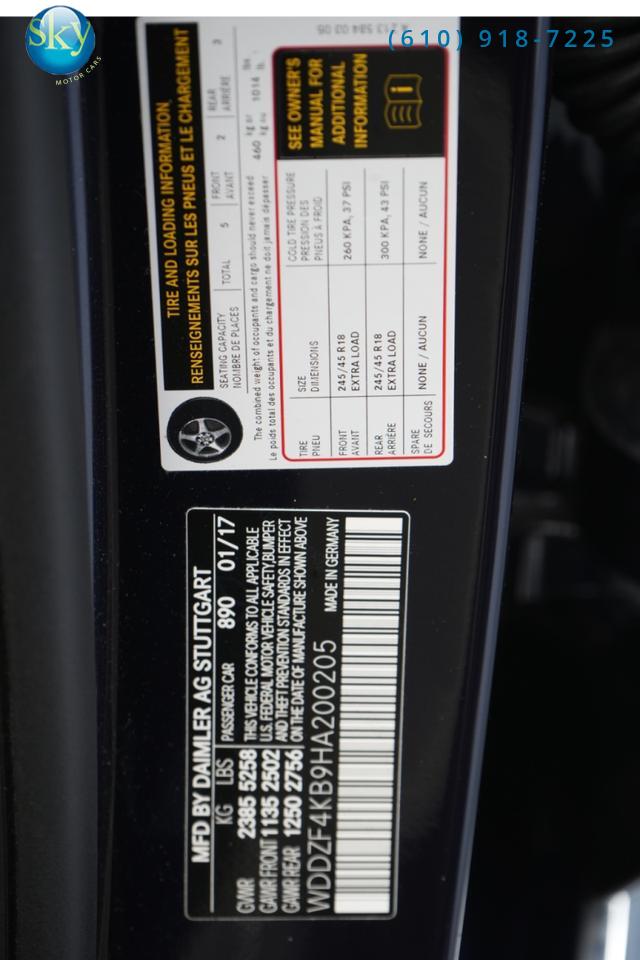 Sky
MOTOR CARS
(610) 918-7225
A 213 584 03 05
TIRE AND LOADING INFORMATION
RENSEIGNEMENTS SUR LES PNEUS ET LE CHARGEMENT
SEATING CAPACITY
NOMBRE DE PLACES
TOTAL 5
FRONT
AVANT
2
REAR
ARRIÈRE
3
The combined weight of occupants and cargo should never exceed
Le poids total des occupants et du chargement ne doit jamais dépasser
460 kg or
kg ou
1014 lbs
lb.
TIRE
PNEU
SIZE
DIMENSIONS
COLD TIRE PRESSURE
PRESSION DES
PNEUS A FROID
SEE OWNER'S
MANUAL FOR
ADDITIONAL
INFORMATION
FRONT
AVANT
245/45 R18
EXTRA LOAD
260 KPA, 37 PSI
REAR
ARRIÈRE
245/45 R18
EXTRA LOAD
300 KPA, 43 PSI
SPARE
DE SECOURS
NONE / AUCUN
NONE / AUCUN
MFD BY DAIMLER AG STUTTGART
KG LBS
PASSENGER CAR 890 01/17
GVWR 2385 5258
GAWR FRONT 1135 2502
GAWR REAR 1250 2756
THIS VEHICLE CONFORMS TO ALL APPLICABLE
U.S. FEDERAL MOTOR VEHICLE SAFETY,BUMPER
AND THEFT PREVENTION STANDARDS IN EFFECT
ON THE DATE OF MANUFACTURE SHOWN ABOVE
WDDZF4KB9HA200205
MADE IN GERMANY